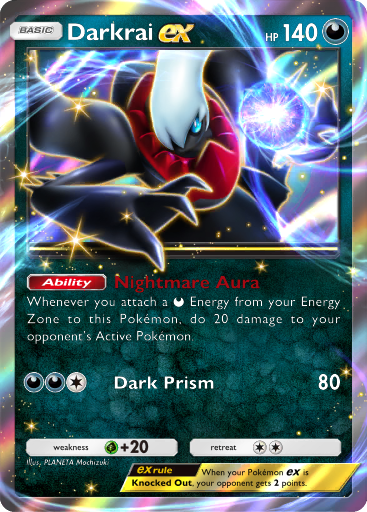 BASIC Darkrai ex HP 140
Ability Nightmare Aura
Whenever you attach a Energy from your Energy
Zone to this Pokémon, do 20 damage to your
opponent's Active Pokémon.
Dark Prism 80
weakness +20 retreat
Illus. PLANETA Mochizuki
ex rule When your Pokémon ex is
Knocked Out, your opponent gets 2 points.